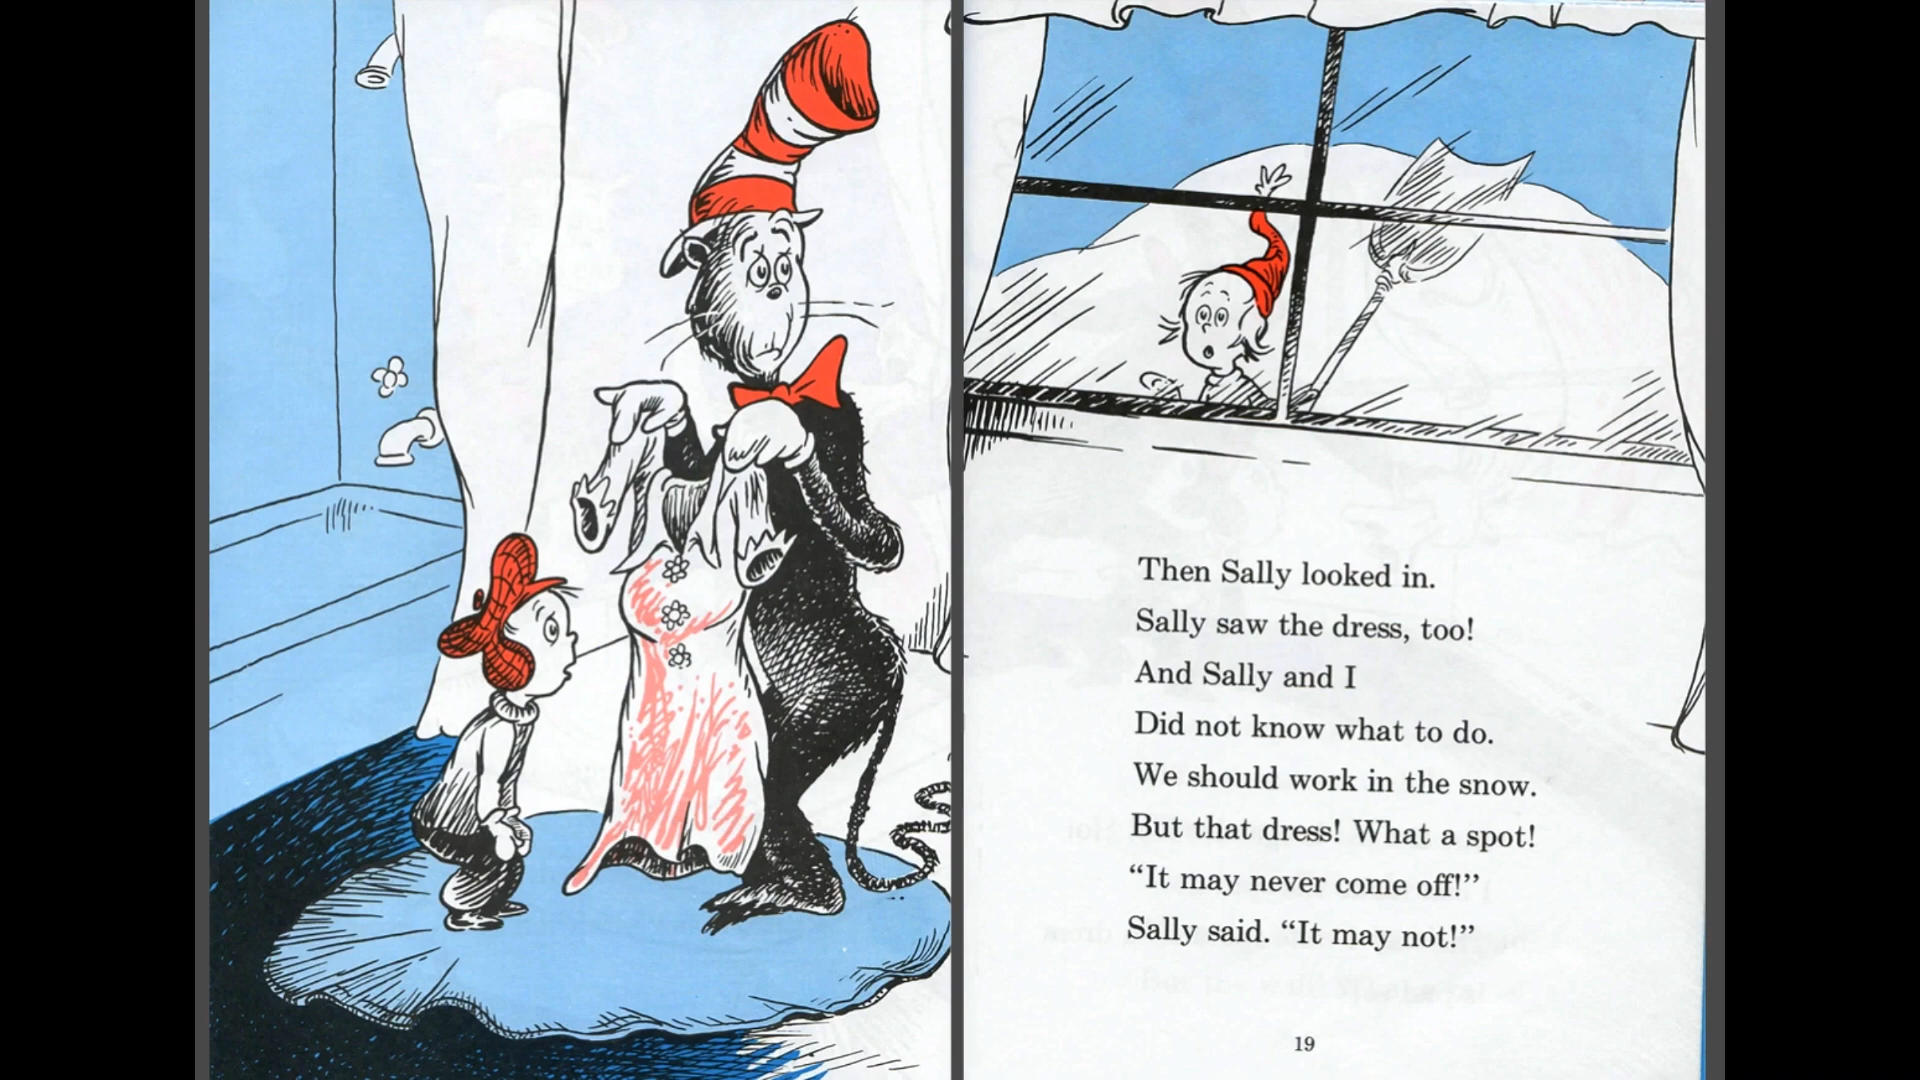 Then Sally looked in.
Sally saw the dress, too!
And Sally and I
Did not know what to do.
We should work in the snow.
But that dress! What a spot!
“It may never come off!”
Sally said. “It may not!”
19